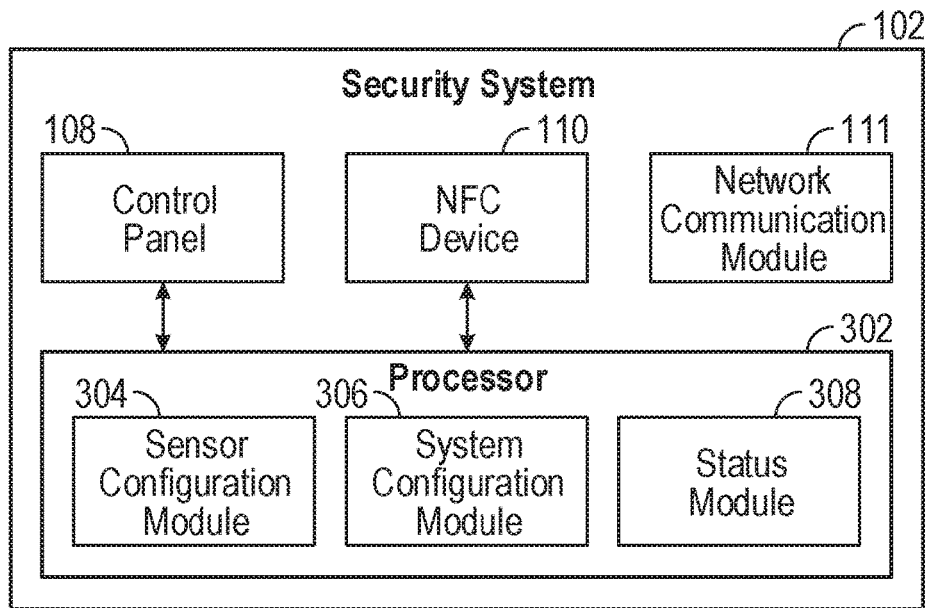 102
Security System
108
110
111
Control
Panel
NFC
Device
Network
Communication
Module
302
Processor
304
306
308
Sensor
Configuration
Module
System
Configuration
Module
Status
Module